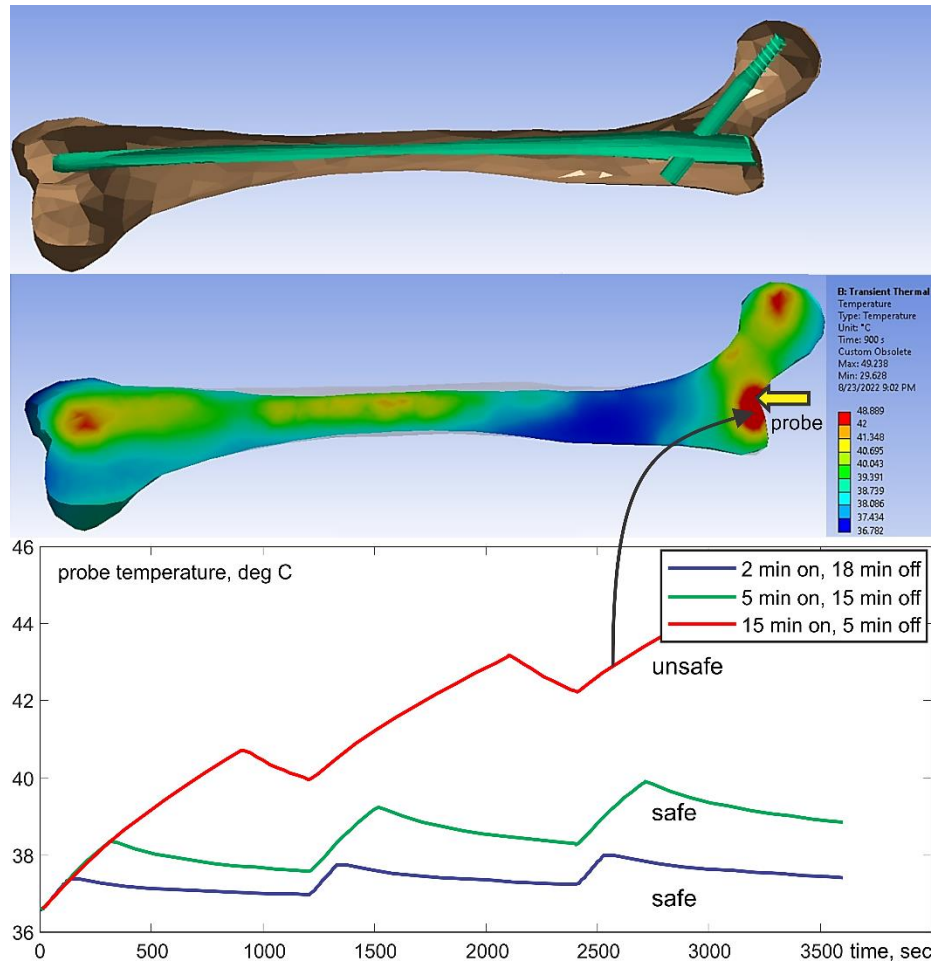 B: Transient Thermal
Temperature
Type: Temperature
Unit: °C
Time: 900 s
Custom Obsolete
Max: 49.238
Min: 29.628
8/23/2022 9:02 PM
48.889
42
41.348
40.695
40.043
39.391
38.739
38.086
37.434
36.782
probe
46
probe temperature, deg C
2 min on, 18 min off
5 min on, 15 min off
15 min on, 5 min off
44
unsafe
42
40
safe
38
safe
36
0 500 1000 1500 2000 2500 3000 3500 time, sec